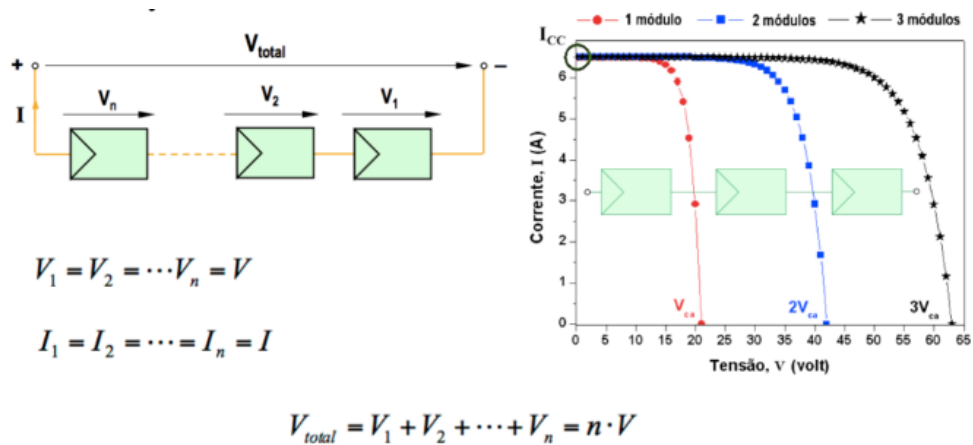 +
V_total
−
I
V_n
V_2
V_1
V_1 = V_2 = ⋯V_n = V
I_1 = I_2 = ⋯ = I_n = I
1 módulo
2 módulos
3 módulos
I_CC
Corrente, I (A)
6
5
4
3
2
1
0
V_ca
2V_ca
3V_ca
0 5 10 15 20 25 30 35 40 45 50 55 60 65
Tensão, V (volt)
V_total = V_1 + V_2 + ⋯ + V_n = n · V